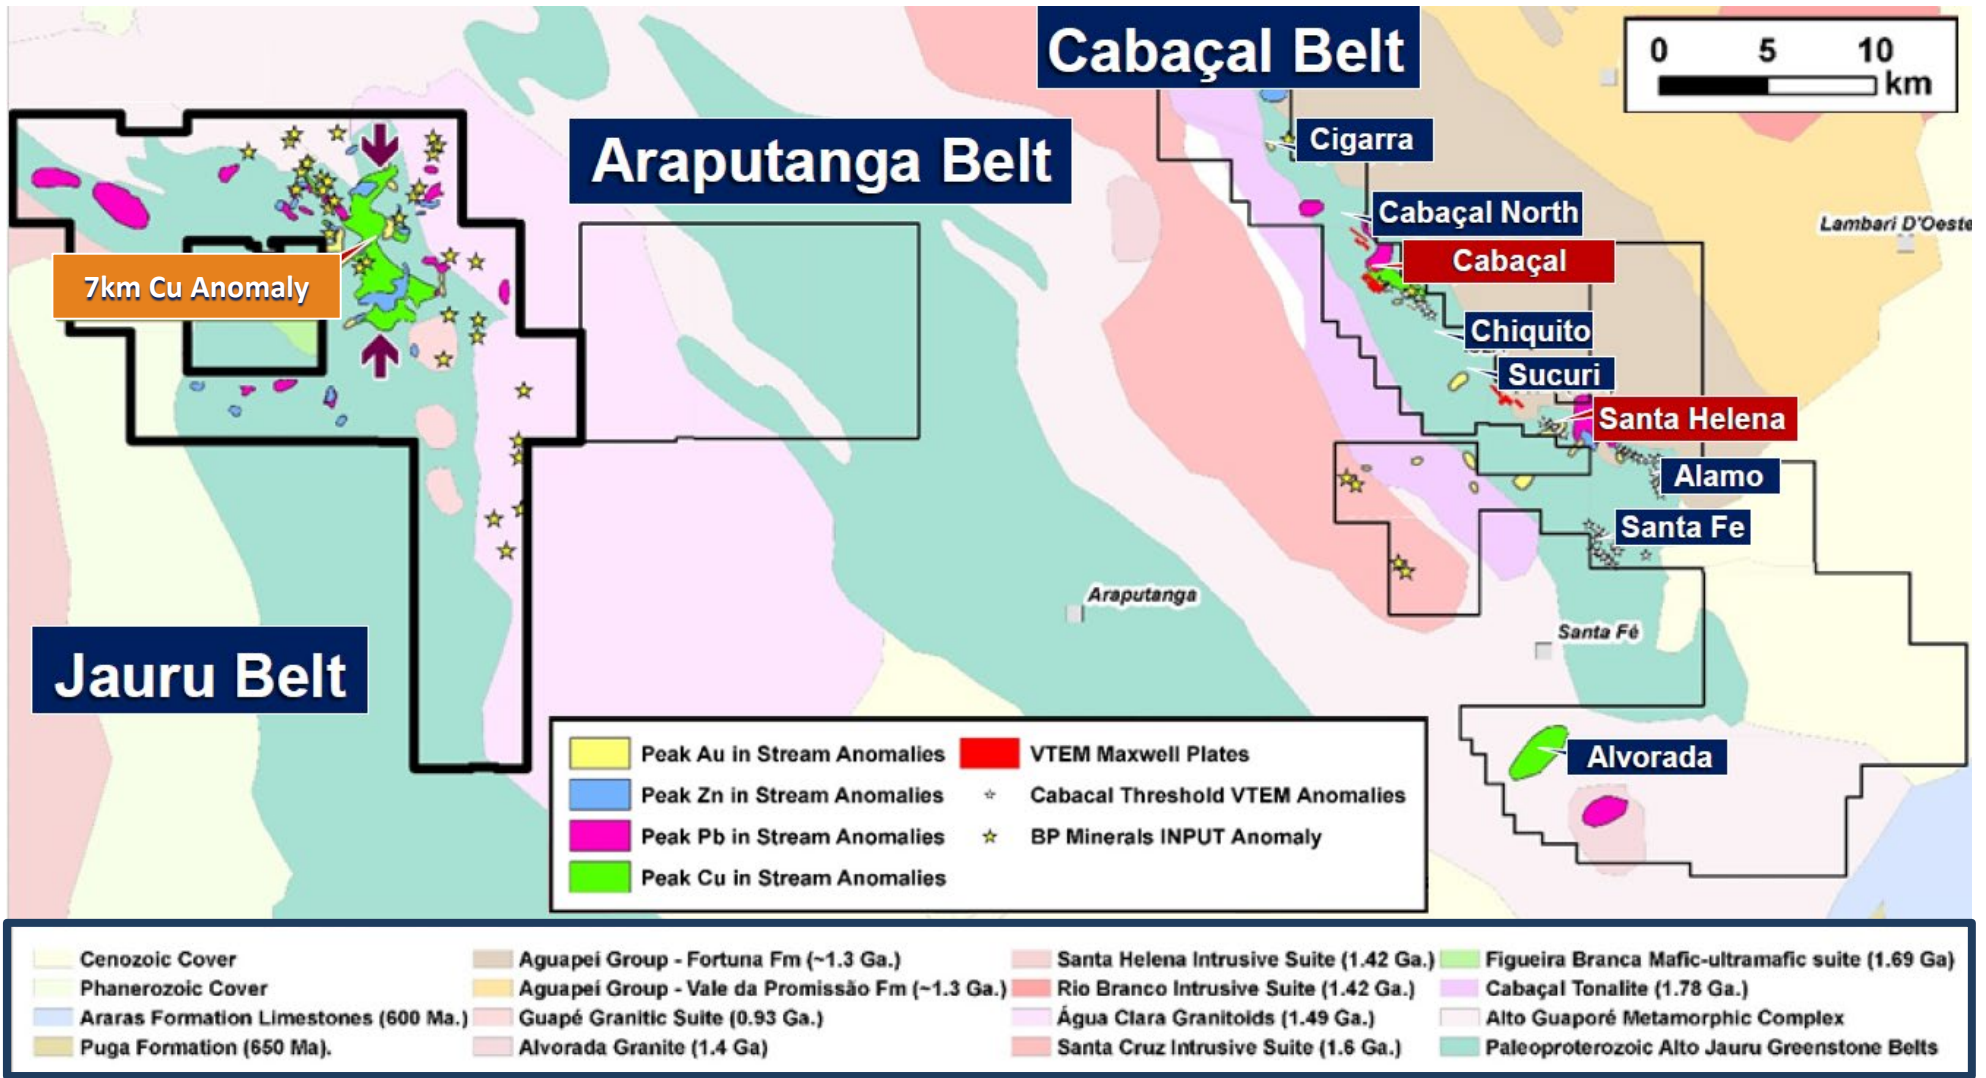 Cabaçal Belt
0 5 10
km
Araputanga Belt
Cigarra
Cabaçal North
Lambari D'Oeste
Cabaçal
7km Cu Anomaly
Chiquito
Sucuri
Santa Helena
Alamo
Santa Fe
Araputanga
Santa Fé
Jauru Belt
Alvorada
Peak Au in Stream Anomalies
Peak Zn in Stream Anomalies
Peak Pb in Stream Anomalies
Peak Cu in Stream Anomalies
VTEM Maxwell Plates
Cabacal Threshold VTEM Anomalies
BP Minerals INPUT Anomaly
Cenozoic Cover
Phanerozoic Cover
Araras Formation Limestones (600 Ma.)
Puga Formation (650 Ma).
Aguapei Group - Fortuna Fm (~1.3 Ga.)
Aguapei Group - Vale da Promissão Fm (~1.3 Ga.)
Guapé Granitic Suite (0.93 Ga.)
Alvorada Granite (1.4 Ga)
Santa Helena Intrusive Suite (1.42 Ga.)
Rio Branco Intrusive Suite (1.42 Ga.)
Água Clara Granitoids (1.49 Ga.)
Santa Cruz Intrusive Suite (1.6 Ga.)
Figueira Branca Mafic-ultramafic suite (1.69 Ga)
Cabaçal Tonalite (1.78 Ga.)
Alto Guaporé Metamorphic Complex
Paleoproterozoic Alto Jauru Greenstone Belts